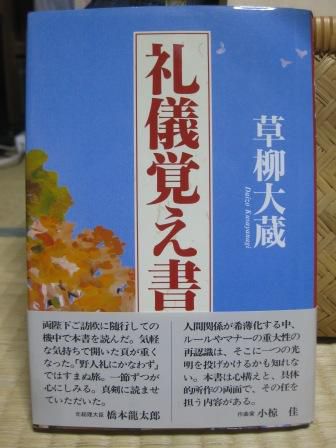 礼儀覚え書
草柳大蔵
Daizo Kusayanagi
両陛下ご訪欧に随行しての
機中で本書を読んだ。気軽
な気持ちで開いた頁が重く
なった。「野人礼にかなわず」
ではすまぬ旅。一節ずつが
心にしみる。真剣に読ませ
ていただいた。
元総理大臣 橋本龍太郎
人間関係が希薄化する中、
ルールやマナーの重大性の
再認識は、そこに一つの光
明を投げかけるかも知れな
い。本書は心構えと、具体
的所作の両面で、その任
を担う内容がある。
作曲家 小椋 佳